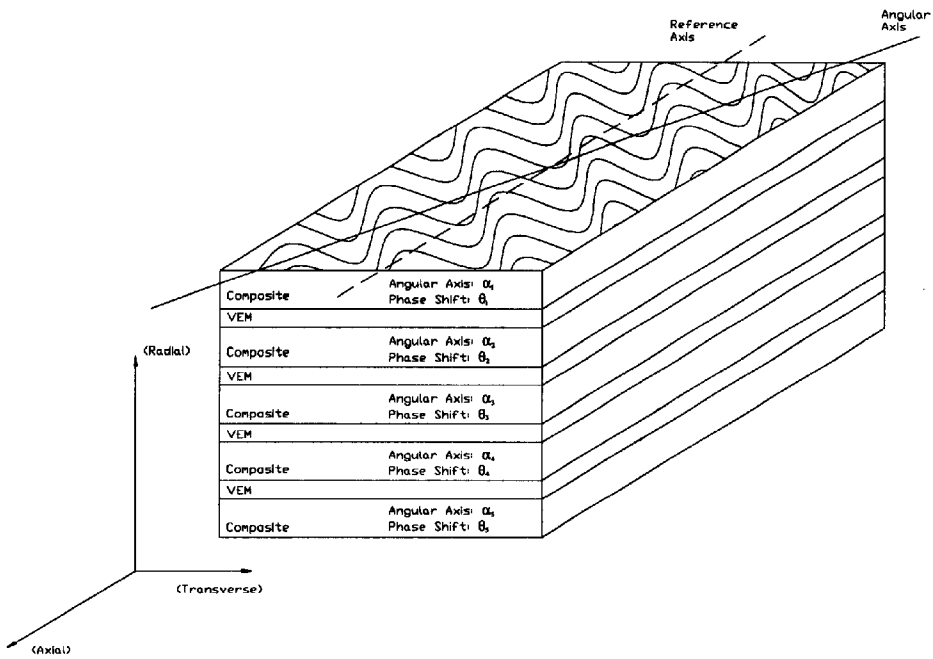 Reference
Axis
Angular
Axis
Angular Axis: α₁
Composite Phase Shift: θ₁
VEM
(Radial)
Angular Axis: α₂
Composite Phase Shift: θ₂
VEM
Angular Axis: α₃
Composite Phase Shift: θ₃
VEM
Angular Axis: α₄
Composite Phase Shift: θ₄
VEM
Angular Axis: α₅
Composite Phase Shift: θ₅
(Transverse)
(Axial)